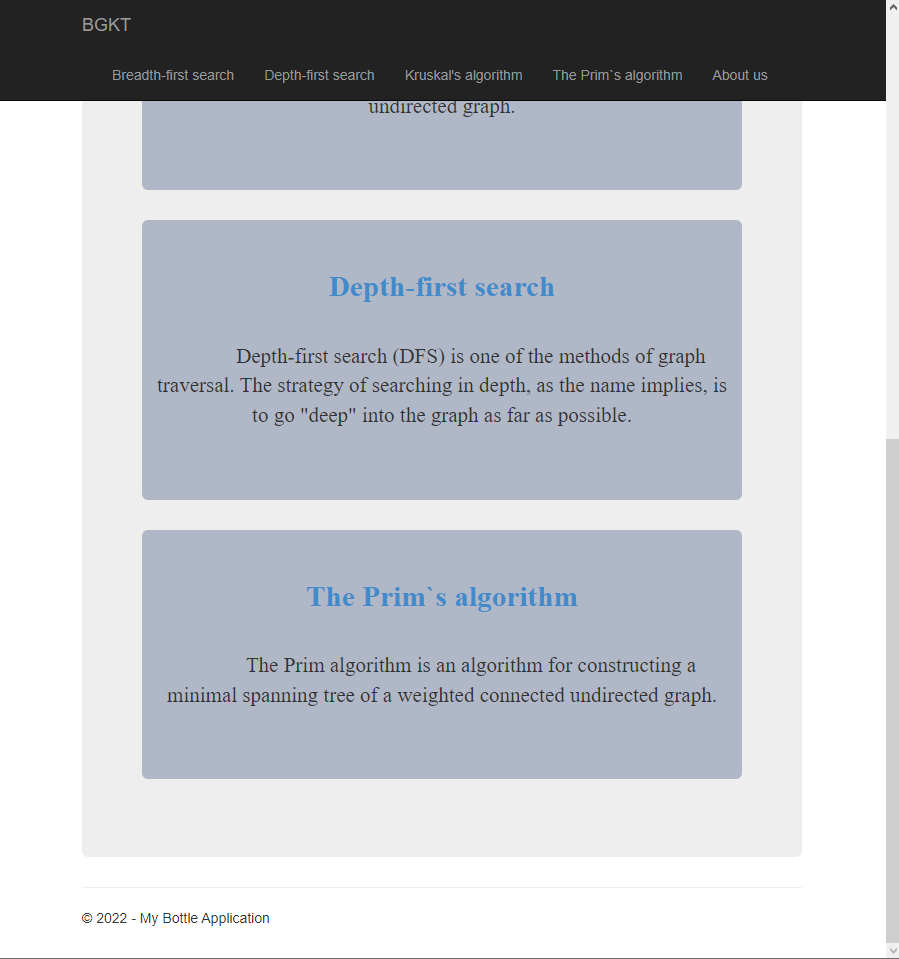 BGKT
Breadth-first search Depth-first search Kruskal's algorithm The Prim`s algorithm About us
undirected graph.
Depth-first search
Depth-first search (DFS) is one of the methods of graph
traversal. The strategy of searching in depth, as the name implies, is
to go "deep" into the graph as far as possible.
The Prim`s algorithm
The Prim algorithm is an algorithm for constructing a
minimal spanning tree of a weighted connected undirected graph.
© 2022 - My Bottle Application